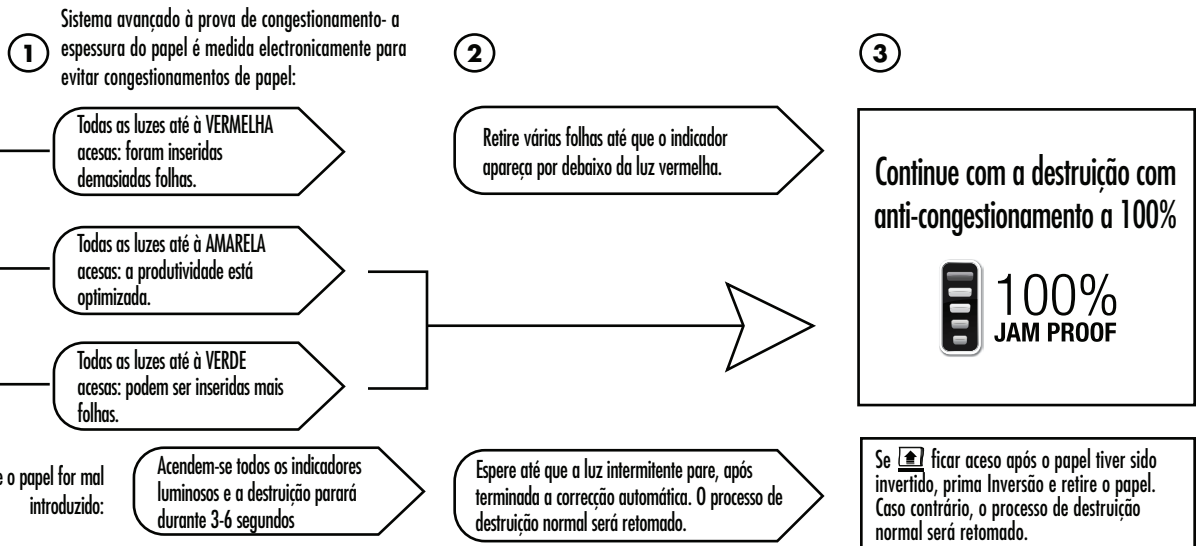 Sistema avançado à prova de congestionamento- a
1 espessura do papel é medida electronicamente para
evitar congestionamentos de papel:
2
3
Todas as luzes até à VERMELHA
acesas: foram inseridas
demasiadas folhas.
Retire várias folhas até que o indicador
apareça por debaixo da luz vermelha.
Continue com a destruição com
anti-congestionamento a 100%
100%
JAM PROOF
Todas as luzes até à AMARELA
acesas: a produtividade está
optimizada.
Todas as luzes até à VERDE
acesas: podem ser inseridas mais
folhas.
e o papel for mal
introduzido:
Acendem-se todos os indicadores
luminosos e a destruição parará
durante 3-6 segundos
Espere até que a luz intermitente pare, após
terminada a correcção automática. O processo de
destruição normal será retomado.
Se ficar aceso após o papel tiver sido
invertido, prima Inversão e retire o papel.
Caso contrário, o processo de destruição
normal será retomado.